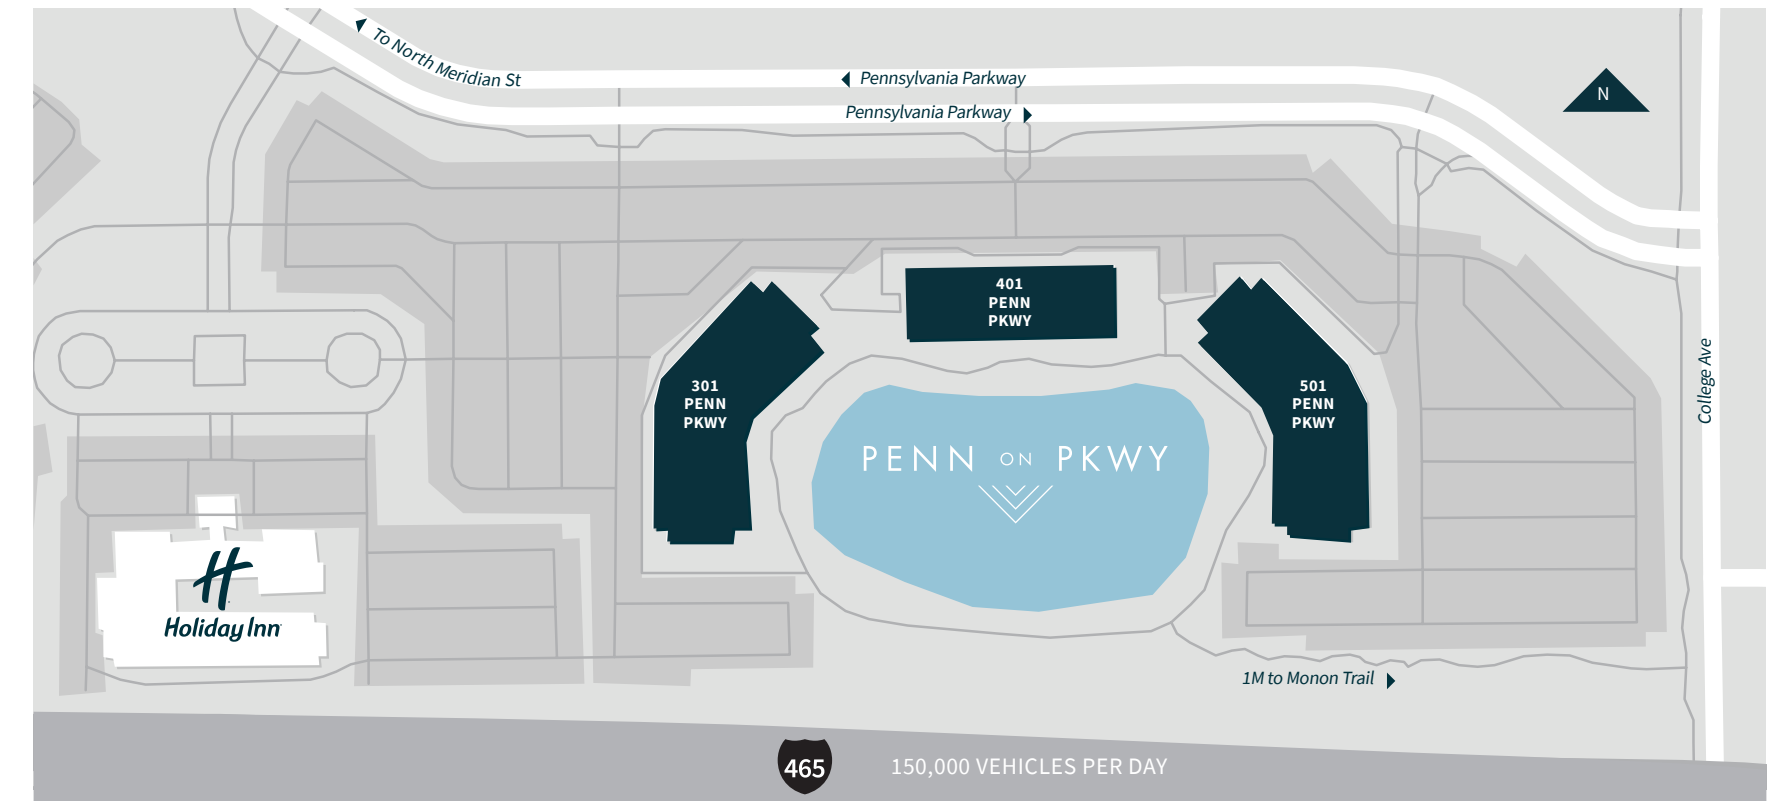 To North Meridian St
Pennsylvania Parkway
Pennsylvania Parkway
N
401
PENN
PKWY
301
PENN
PKWY
501
PENN
PKWY
College Ave
PENN ON PKWY
H
Holiday Inn
1M to Monon Trail
465
150,000 VEHICLES PER DAY